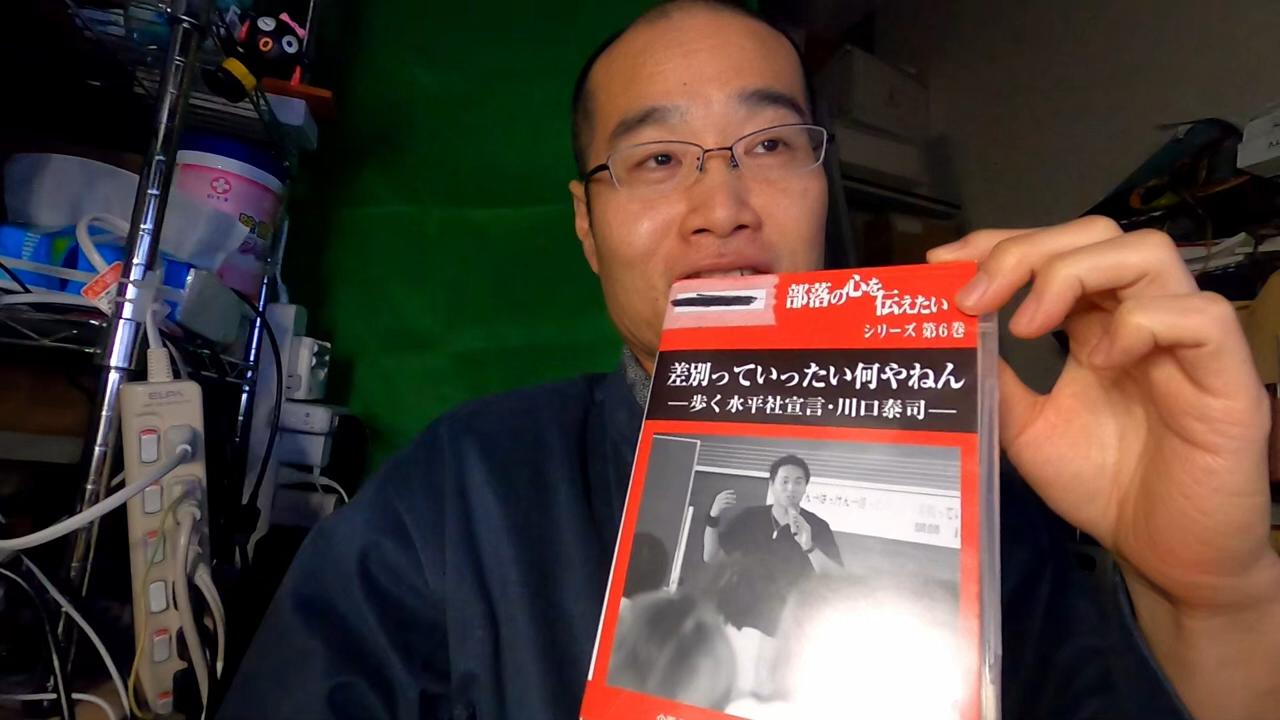 部落の心を伝えたい
シリーズ 第6巻
差別っていったい何やねん
―歩く水平社宣言・川口泰司―
ELPA